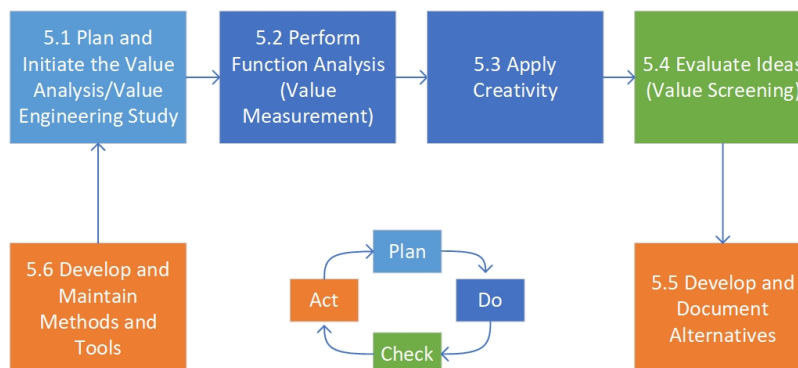 5.1 Plan and
Initiate the Value
Analysis/Value
Engineering Study
5.2 Perform
Function Analysis
(Value
Measurement)
5.3 Apply
Creativity
5.4 Evaluate Ideas
(Value Screening)
5.6 Develop and
Maintain
Methods and
Tools
Plan
Act
Do
Check
5.5 Develop and
Document
Alternatives